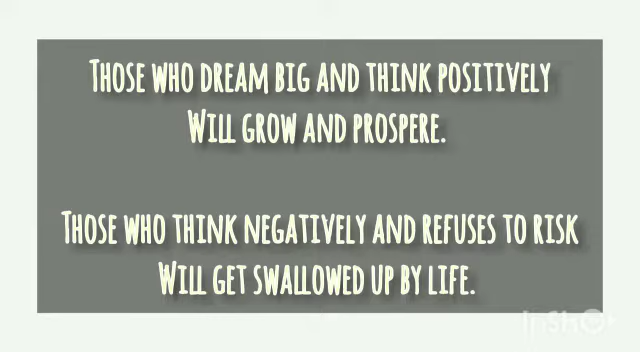 Those who dream big and think positively
Will grow and prospere.
Those who think negatively and refuses to risk
Will get swallowed up by life.
InShot